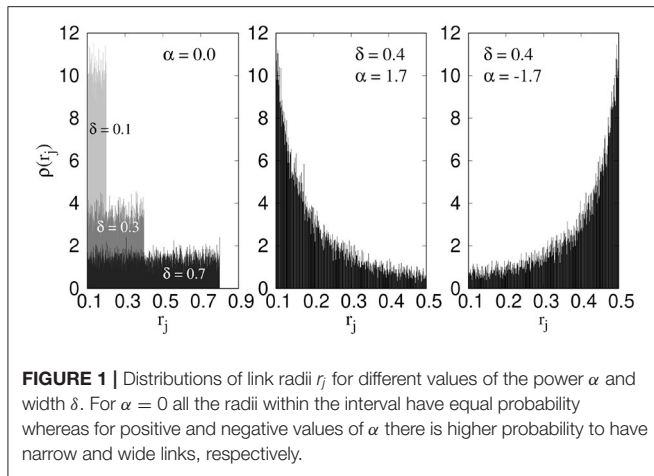 12
10
8
6
4
2
0
ρ(r_j)
α = 0.0
δ = 0.1
δ = 0.3
δ = 0.7
0.1 0.3 0.5 0.7 0.9
r_j
12
10
8
6
4
2
0
δ = 0.4
α = 1.7
0.1 0.2 0.3 0.4 0.5
r_j
12
10
8
6
4
2
0
δ = 0.4
α = -1.7
0.1 0.2 0.3 0.4 0.5
r_j
FIGURE 1 | Distributions of link radii r_j for different values of the power α and
width δ. For α = 0 all the radii within the interval have equal probability
whereas for positive and negative values of α there is higher probability to have
narrow and wide links, respectively.